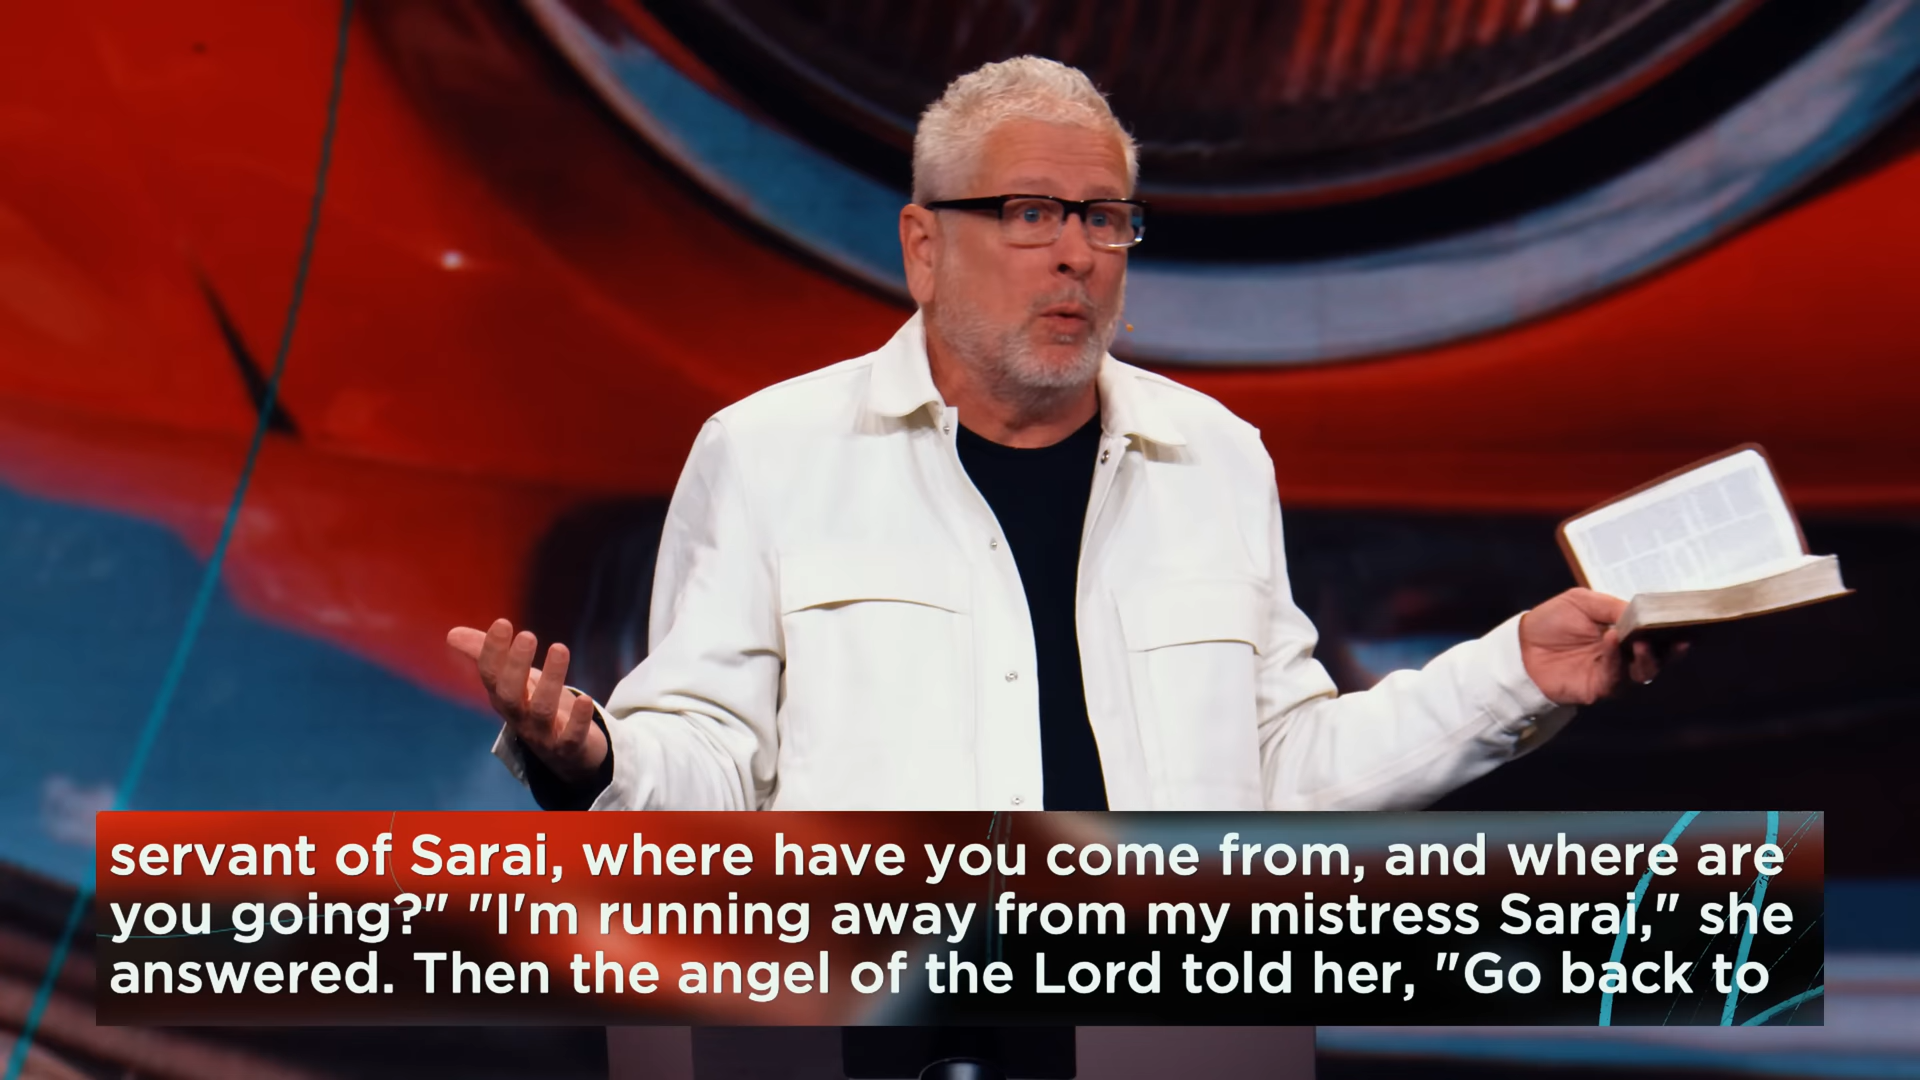 servant of Sarai, where have you come from, and where are
you going?" "I'm running away from my mistress Sarai," she
answered. Then the angel of the Lord told her, "Go back to